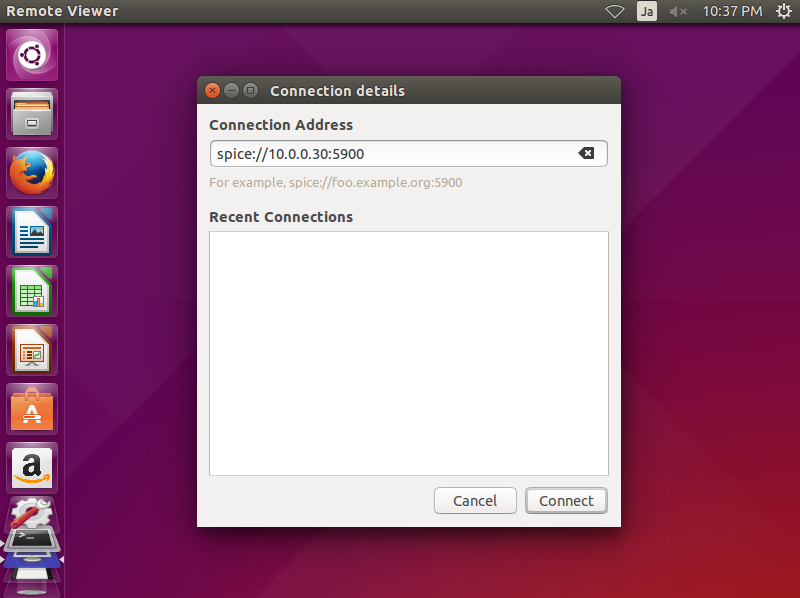 Remote Viewer
Ja
10:37 PM
Connection details
Connection Address
spice://10.0.0.30:5900
For example, spice://foo.example.org:5900
Recent Connections
Cancel
Connect
A
a
>_